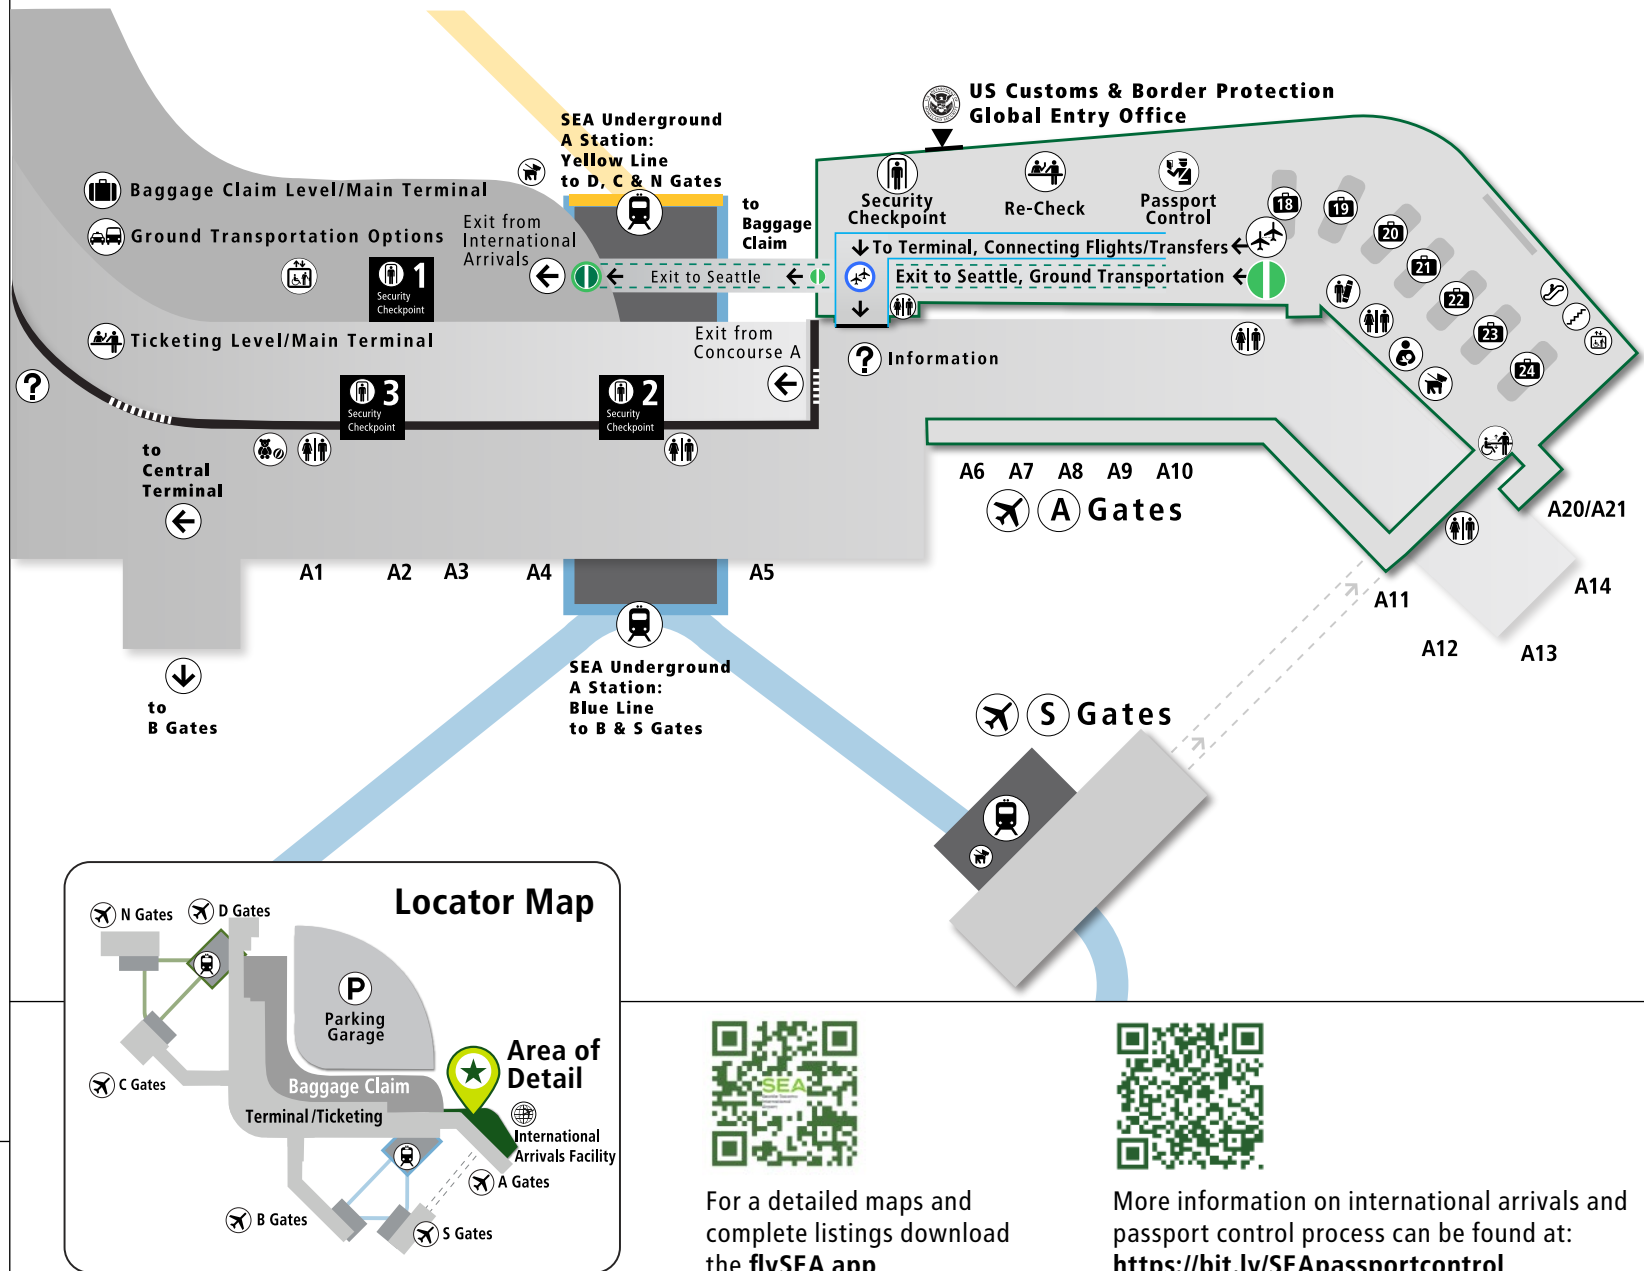 US Customs & Border Protection
Global Entry Office
SEA Underground
A Station:
Yellow Line
to D, C & N Gates
Baggage Claim Level/Main Terminal
Ground Transportation Options
Exit from
International
Arrivals
to
Baggage
Claim
Security
Checkpoint
Re-Check
Passport
Control
18
19
20
21
22
23
24
To Terminal, Connecting Flights/Transfers
Exit to Seattle, Ground Transportation
Exit to Seattle
1
Security
Checkpoint
Ticketing Level/Main Terminal
Exit from
Concourse A
? Information
?
3
Security
Checkpoint
2
Security
Checkpoint
to
Central
Terminal
A6 A7 A8 A9 A10
A Gates
A20/A21
A1 A2 A3 A4 A5
A14
A11
A12
A13
to
B Gates
SEA Underground
A Station:
Blue Line
to B & S Gates
S Gates
Locator Map
N Gates
D Gates
P
Parking
Garage
C Gates
Area of
Detail
Baggage Claim
Terminal/Ticketing
International
Arrivals Facility
A Gates
B Gates
S Gates
SEA
For a detailed maps and
complete listings download
the flySEA app
More information on international arrivals and
passport control process can be found at:
https://bit.ly/SEApassportcontrol